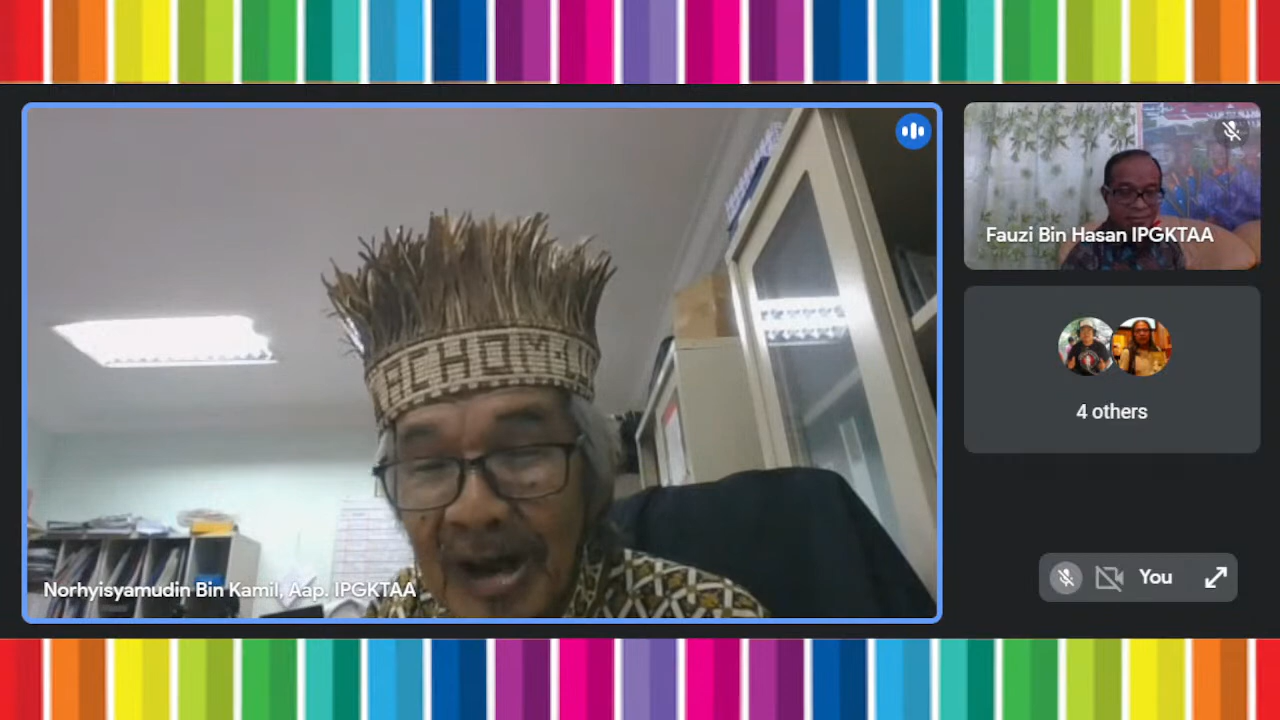 Fauzi Bin Hasan IPGKTAA
4 others
You
Norhyisyamudin Bin Kamil, Aap. IPGKTAA